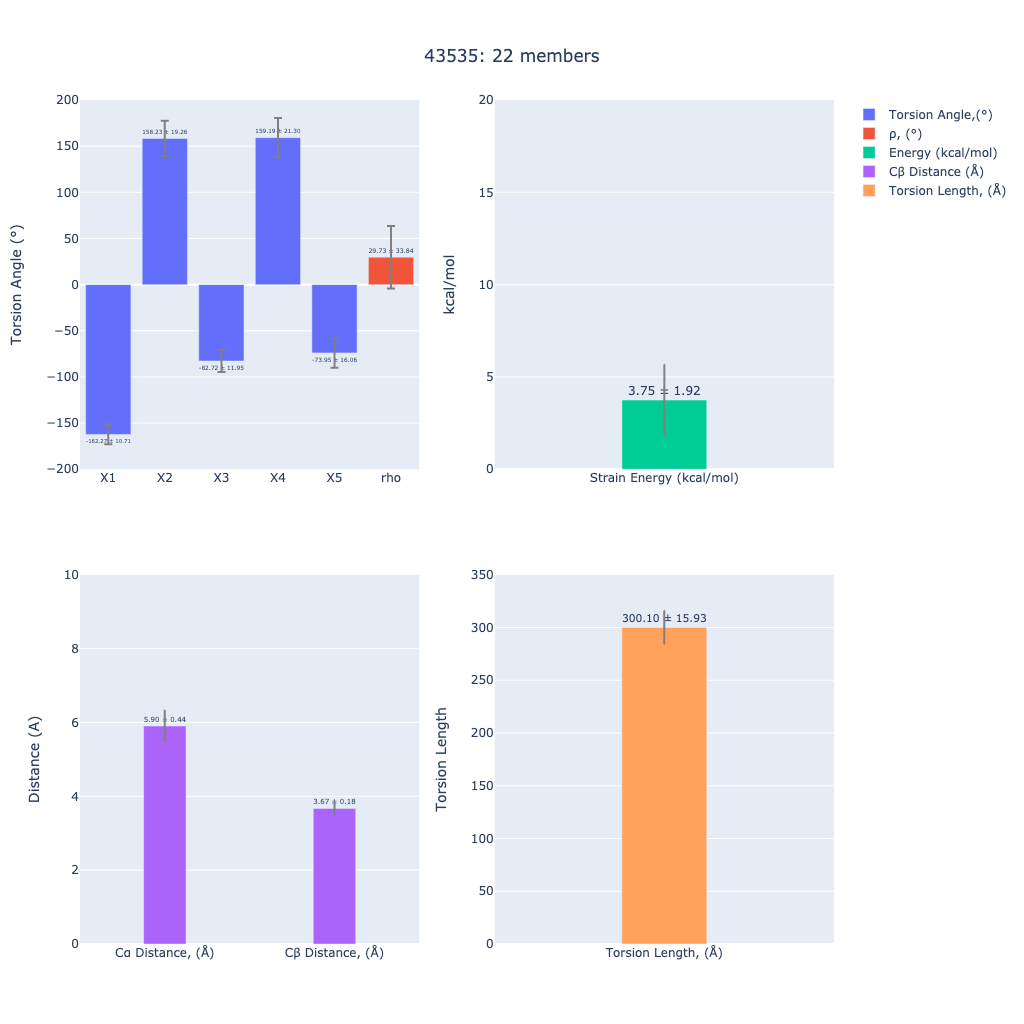 43535: 22 members
Torsion Angle (°)
200
150
100
50
0
−50
−100
−150
−200
-162.27 ± 10.71
158.23 ± 19.26
-82.72 ± 11.95
159.19 ± 21.30
-73.95 ± 16.06
29.73 ± 33.84
X1 X2 X3 X4 X5 rho
kcal/mol
20
15
10
5
0
3.75 ± 1.92
Strain Energy (kcal/mol)
Torsion Angle,(°)
ρ, (°)
Energy (kcal/mol)
Cβ Distance (Å)
Torsion Length, (Å)
Distance (A)
10
8
6
4
2
0
5.90 ± 0.44
3.67 ± 0.18
Cα Distance, (Å) Cβ Distance, (Å)
Torsion Length
350
300
250
200
150
100
50
0
300.10 ± 15.93
Torsion Length, (Å)